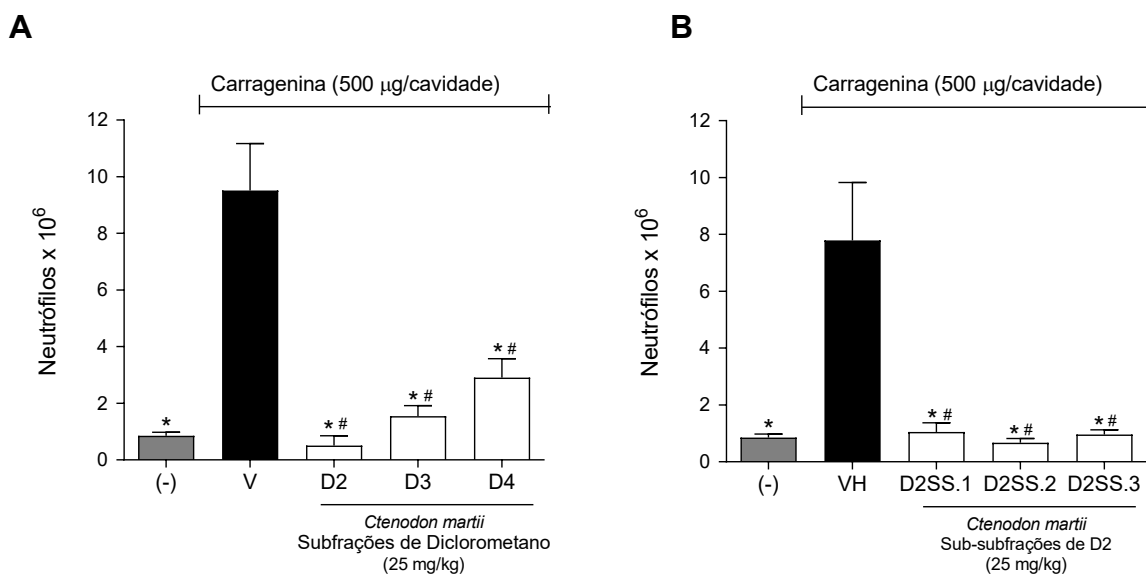 A
Carragenina (500 μg/cavidade)
Neutrófilos x 10⁶
12
10
8
6
4
2
0
*
* #
* #
* #
(-)
V
D2
D3
D4
Ctenodon martii
Subfrações de Diclorometano
(25 mg/kg)
B
Carragenina (500 μg/cavidade)
Neutrófilos x 10⁶
12
10
8
6
4
2
0
*
* #
* #
* #
(-)
VH
D2SS.1
D2SS.2
D2SS.3
Ctenodon martii
Sub-subfrações de D2
(25 mg/kg)